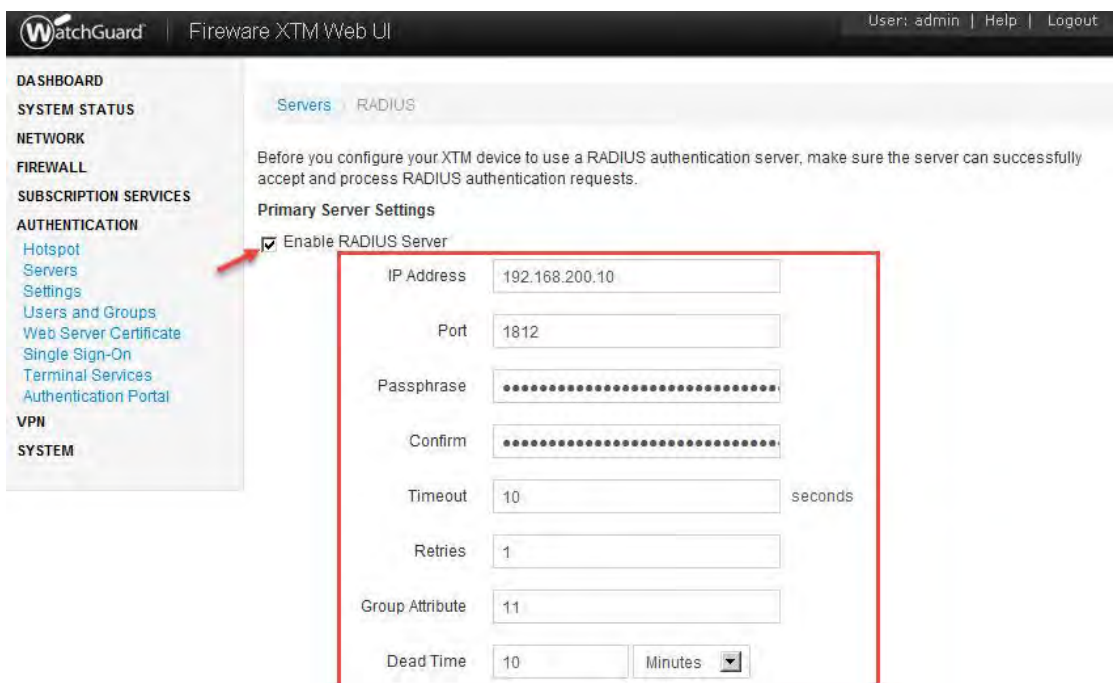 WatchGuard Fireware XTM Web UI User: admin | Help | Logout
DASHBOARD
SYSTEM STATUS
NETWORK
FIREWALL
SUBSCRIPTION SERVICES
AUTHENTICATION
Hotspot
Servers
Settings
Users and Groups
Web Server Certificate
Single Sign-On
Terminal Services
Authentication Portal
VPN
SYSTEM
Servers RADIUS
Before you configure your XTM device to use a RADIUS authentication server, make sure the server can successfully
accept and process RADIUS authentication requests.
Primary Server Settings
Enable RADIUS Server
IP Address 192.168.200.10
Port 1812
Passphrase
Confirm
Timeout 10 seconds
Retries 1
Group Attribute 11
Dead Time 10 Minutes